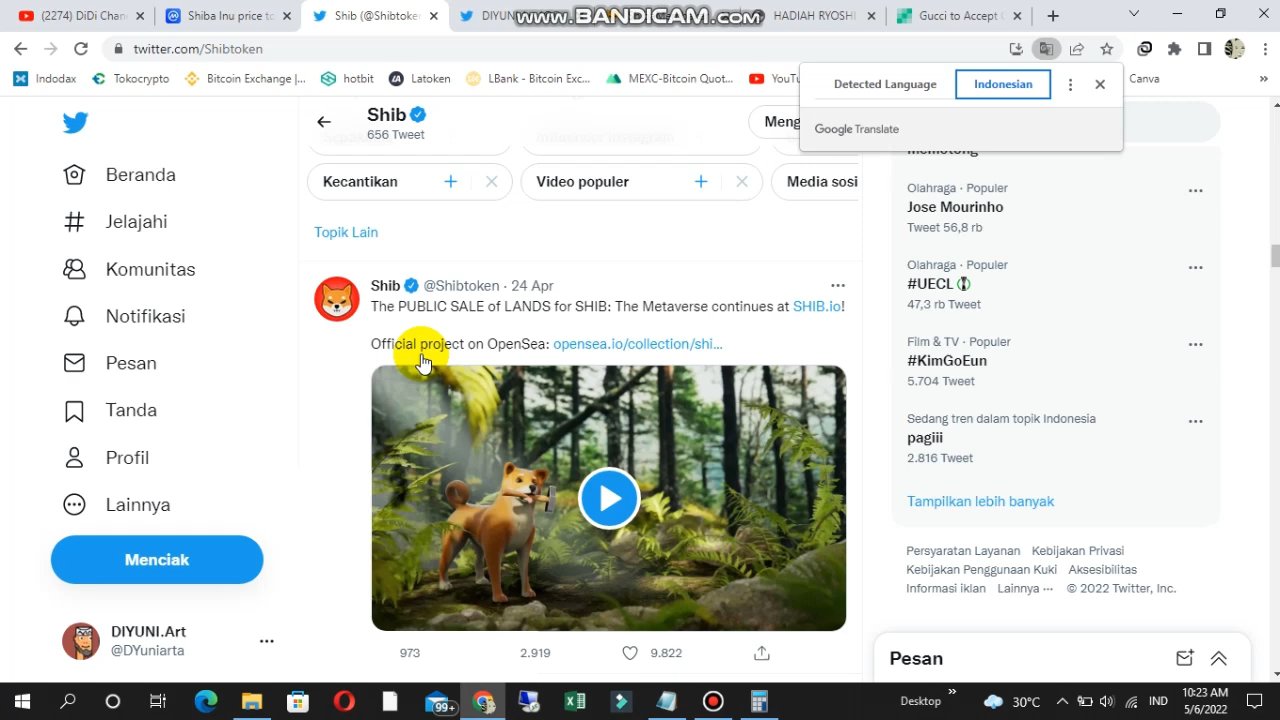 (2274) DiDi Chan
Shiba Inu price to
Shib (@Shibtoken
DIYUN
HADIAH RYOSHI
Gucci to Accept
www.BANDICAM.com
twitter.com/Shibtoken
Indodax
Tokocrypto
Bitcoin Exchange |...
hotbit
Latoken
LBank - Bitcoin Exc...
MEXC-Bitcoin Quot...
Canva
Detected Language
Indonesian
Google Translate
Shib
656 Tweet
Beranda
Jelajahi
Komunitas
Notifikasi
Pesan
Tanda
Profil
Lainnya
Menciak
DIYUNI.Art
@DYuniarta
Kecantikan
Video populer
Media sosi
Topik Lain
Shib @Shibtoken · 24 Apr
The PUBLIC SALE of LANDS for SHIB: The Metaverse continues at SHIB.io!
Official project on OpenSea: opensea.io/collection/shi...
973
2.919
9.822
memotong
Olahraga · Populer
Jose Mourinho
Tweet 56,8 rb
Olahraga · Populer
#UECL
47,3 rb Tweet
Film & TV · Populer
#KimGoEun
5.704 Tweet
Sedang tren dalam topik Indonesia
pagiii
2.816 Tweet
Tampilkan lebih banyak
Persyaratan Layanan Kebijakan Privasi
Kebijakan Penggunaan Kuki Aksesibilitas
Informasi iklan Lainnya ··· © 2022 Twitter, Inc.
Pesan
99+
Desktop
30°C
IND
10:23 AM
5/6/2022